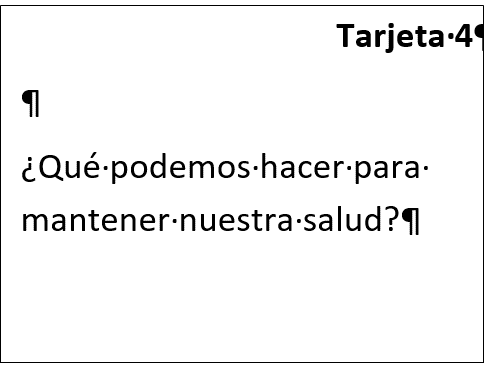 Tarjeta·4¶
¶
¿Qué·podemos·hacer·para·
mantener·nuestra·salud?¶